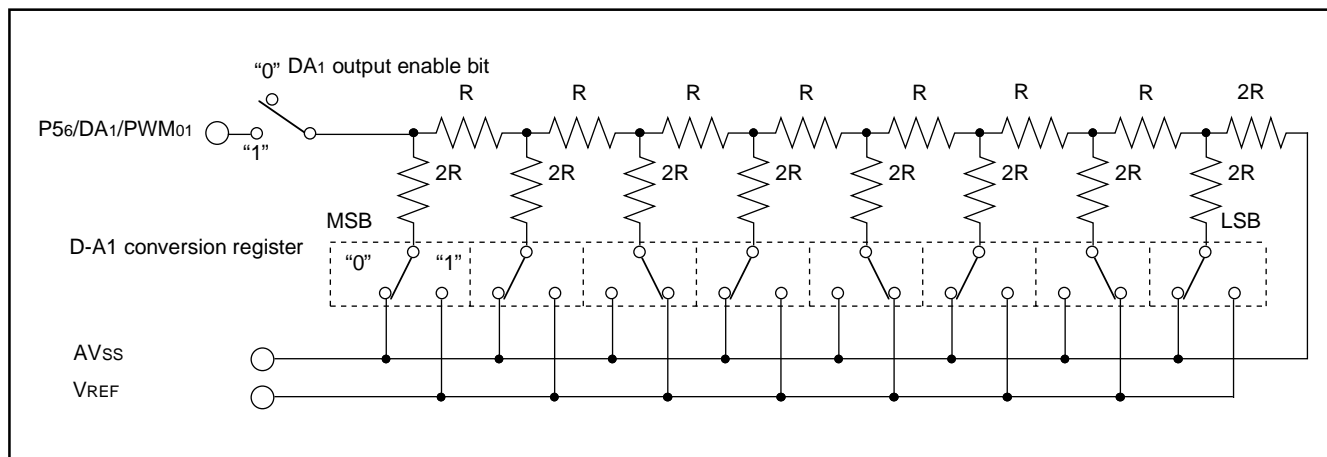 “0” DA1 output enable bit
R R R R R R R 2R
P56/DA1/PWM01
“1”
2R 2R 2R 2R 2R 2R 2R 2R
MSB LSB
D-A1 conversion register
“0” “1”
AVSS
VREF